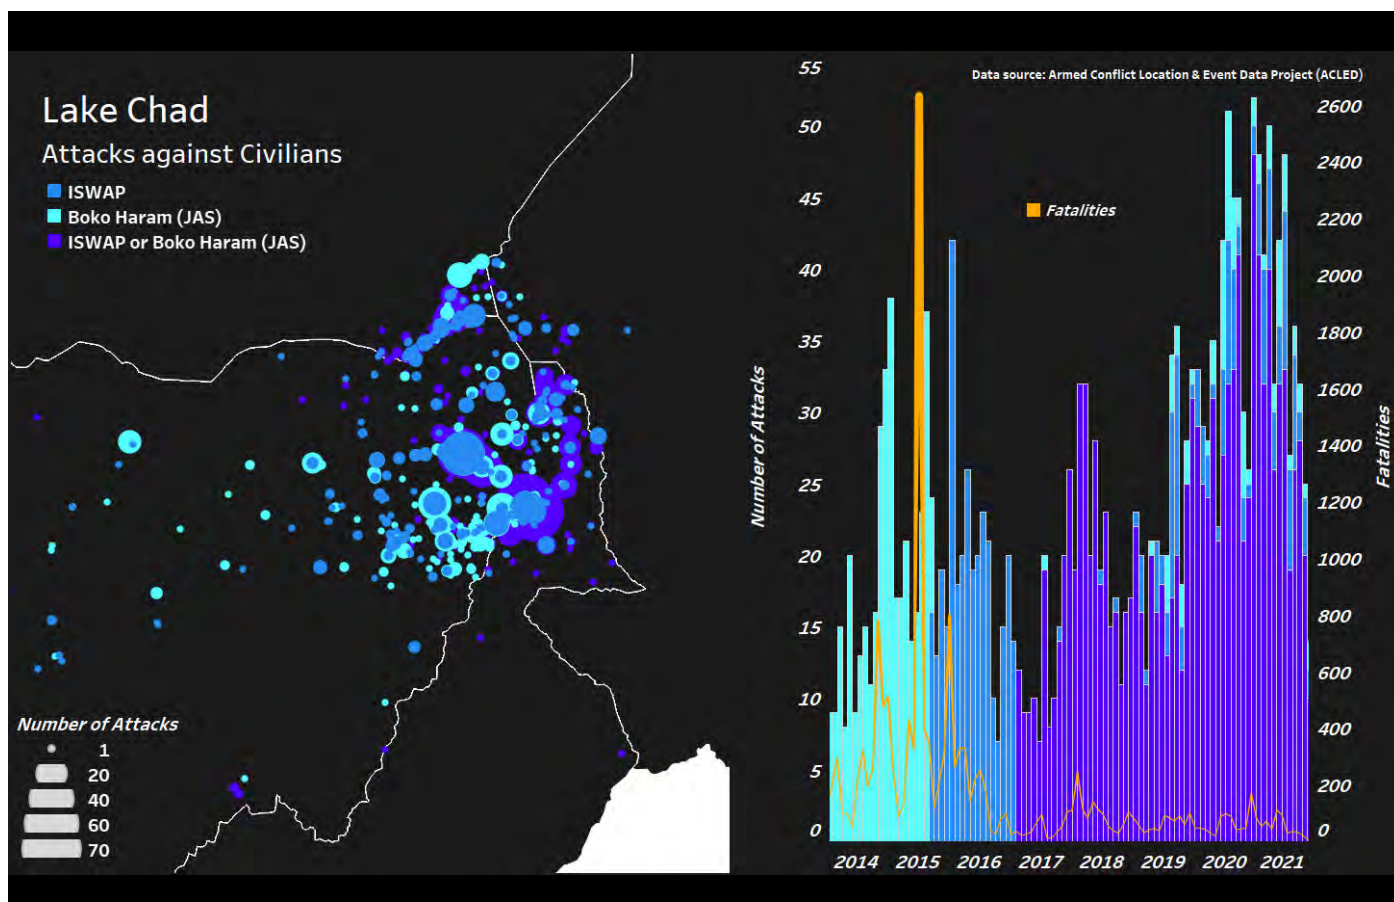 Lake Chad
Attacks against Civilians
ISWAP
Boko Haram (JAS)
ISWAP or Boko Haram (JAS)
Number of Attacks
1
20
40
60
70
Data source: Armed Conflict Location & Event Data Project (ACLED)
Fatalities
Number of Attacks
55
50
45
40
35
30
25
20
15
10
5
0
Fatalities
2600
2400
2200
2000
1800
1600
1400
1200
1000
800
600
400
200
0
2014 2015 2016 2017 2018 2019 2020 2021